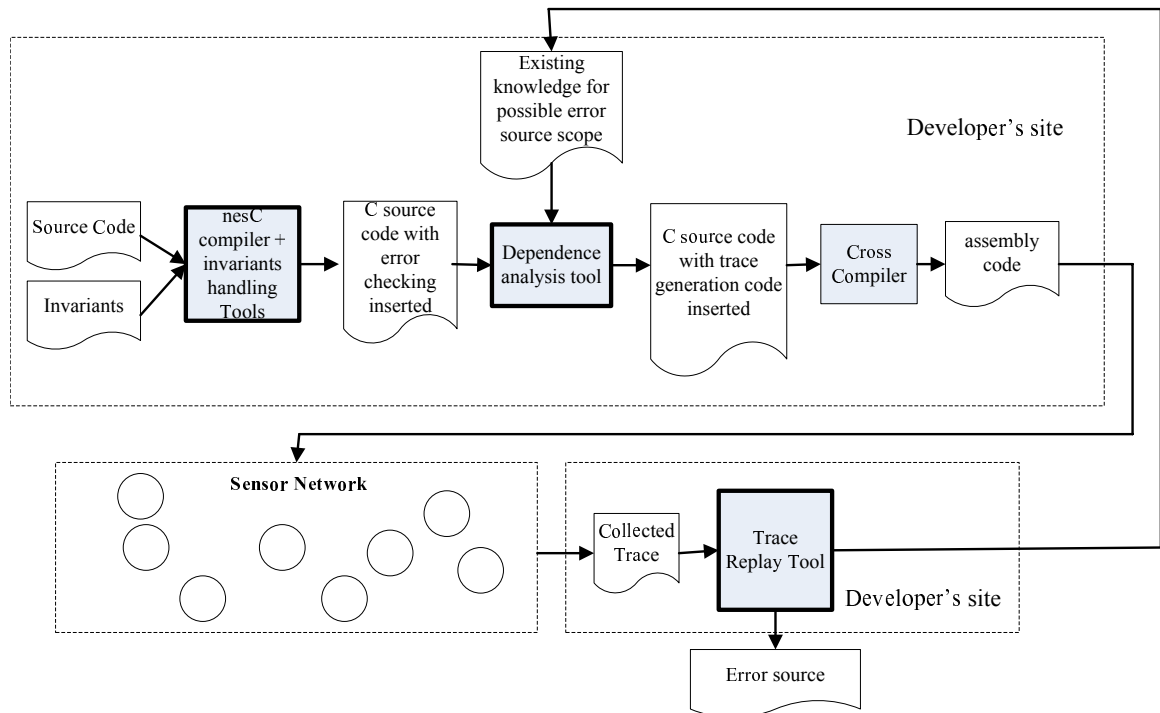 Existing
knowledge for
possible error
source scope
Developer's site
Source Code
Invariants
nesC
compiler +
invariants
handling
Tools
C source
code with
error
checking
inserted
Dependence
analysis tool
C source code
with trace
generation code
inserted
Cross
Compiler
assembly
code
Sensor Network
Collected
Trace
Trace
Replay Tool
Developer's site
Error source